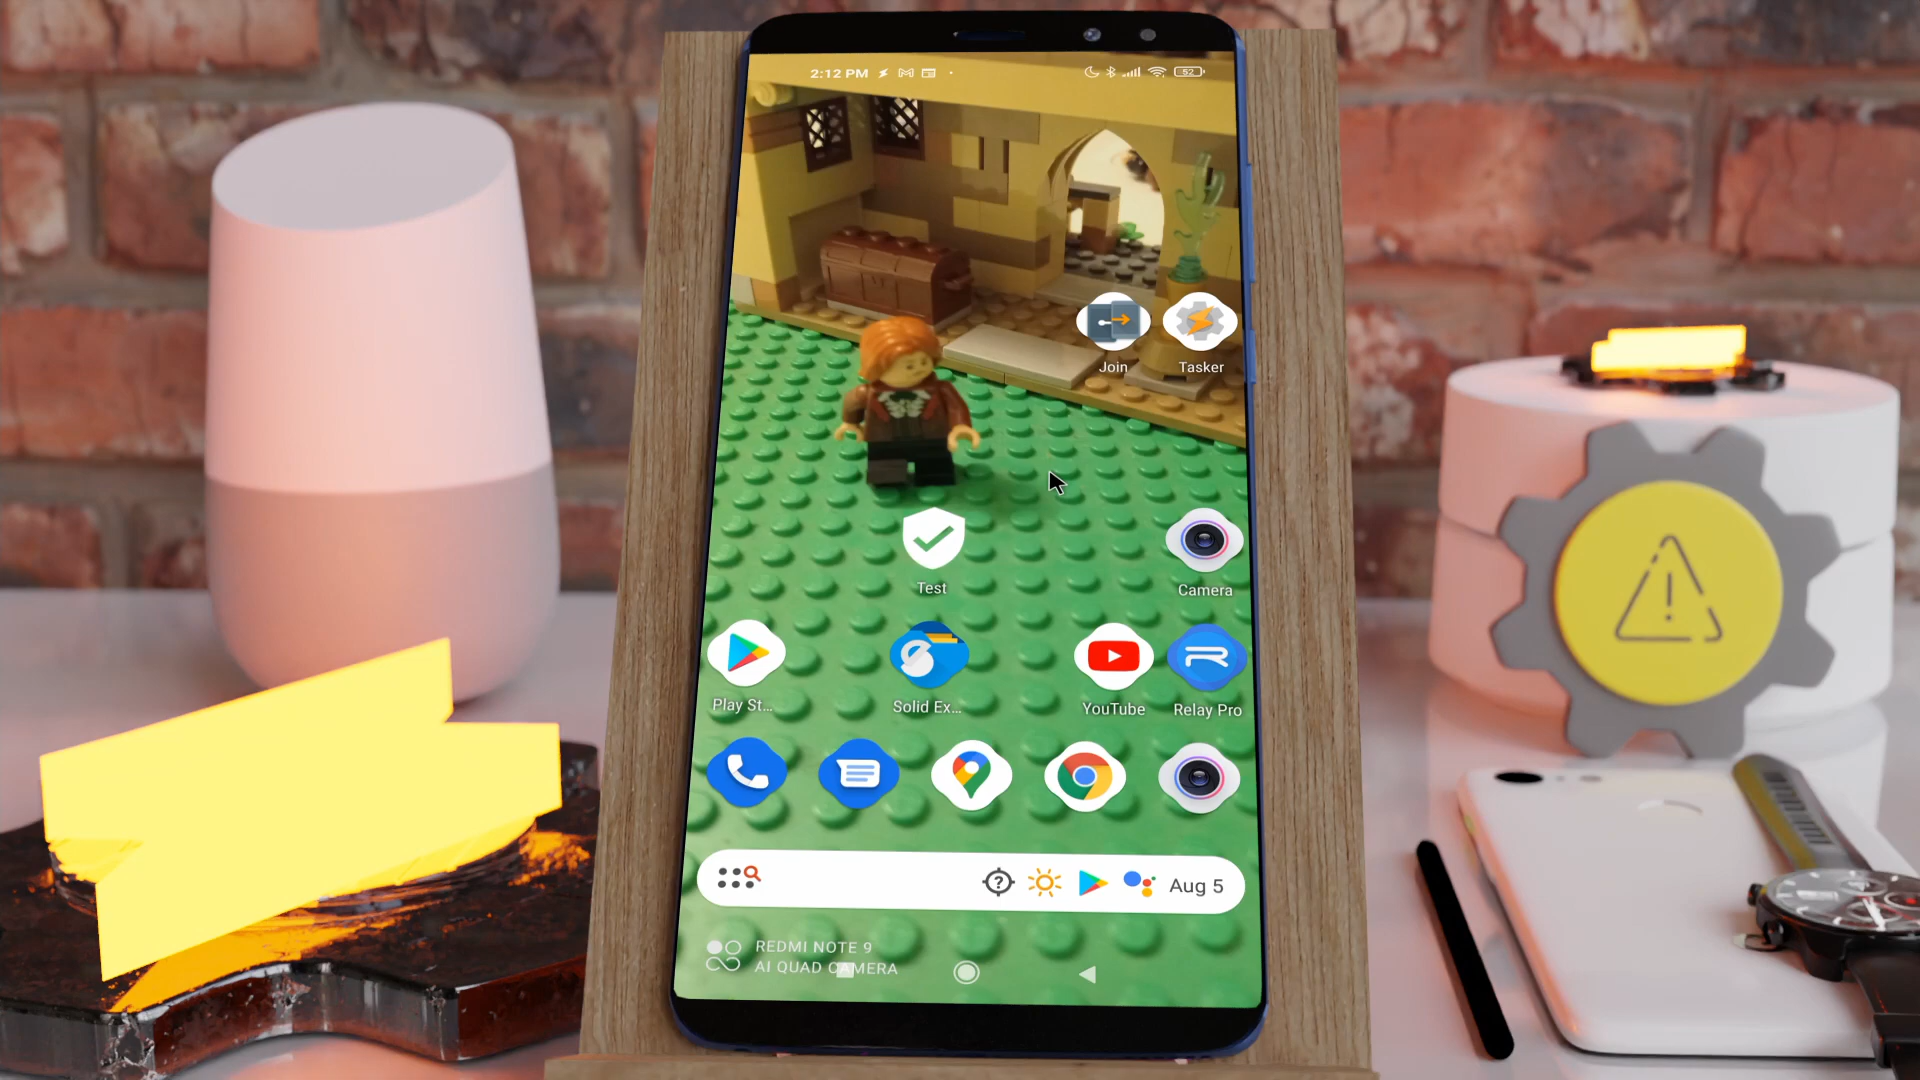 2:12 PM
52
Join
Tasker
Test
Camera
Play St...
Solid Ex...
YouTube
Relay Pro
Aug 5
REDMI NOTE 9
AI QUAD CAMERA